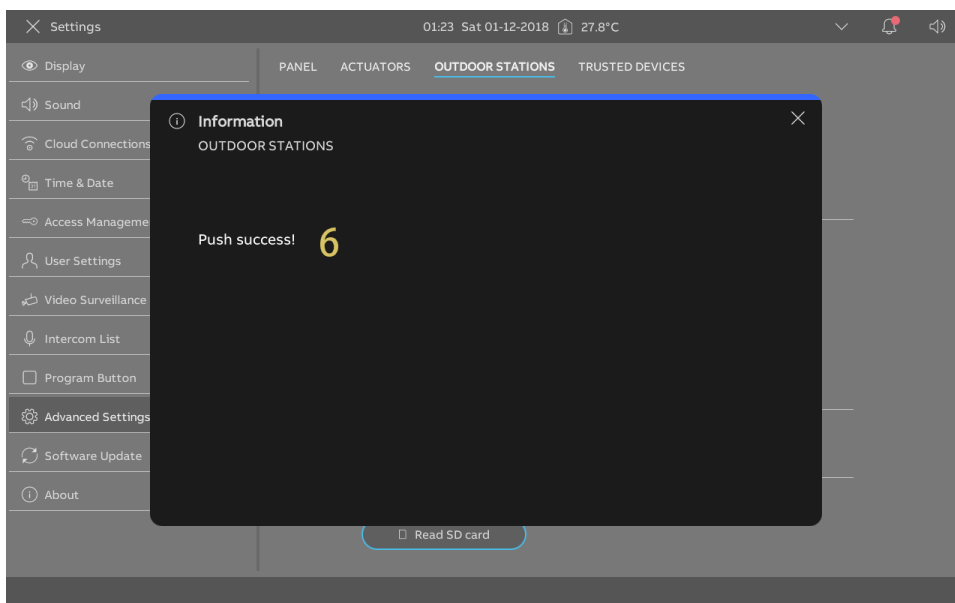 Settings
01:23 Sat 01-12-2018 27.8°C
Display
PANEL ACTUATORS OUTDOOR STATIONS TRUSTED DEVICES
Sound
Information
OUTDOOR STATIONS
Cloud Connections
Time & Date
Access Manageme
Push success! 6
User Settings
Video Surveillance
Intercom List
Program Button
Advanced Settings
Software Update
About
Read SD card